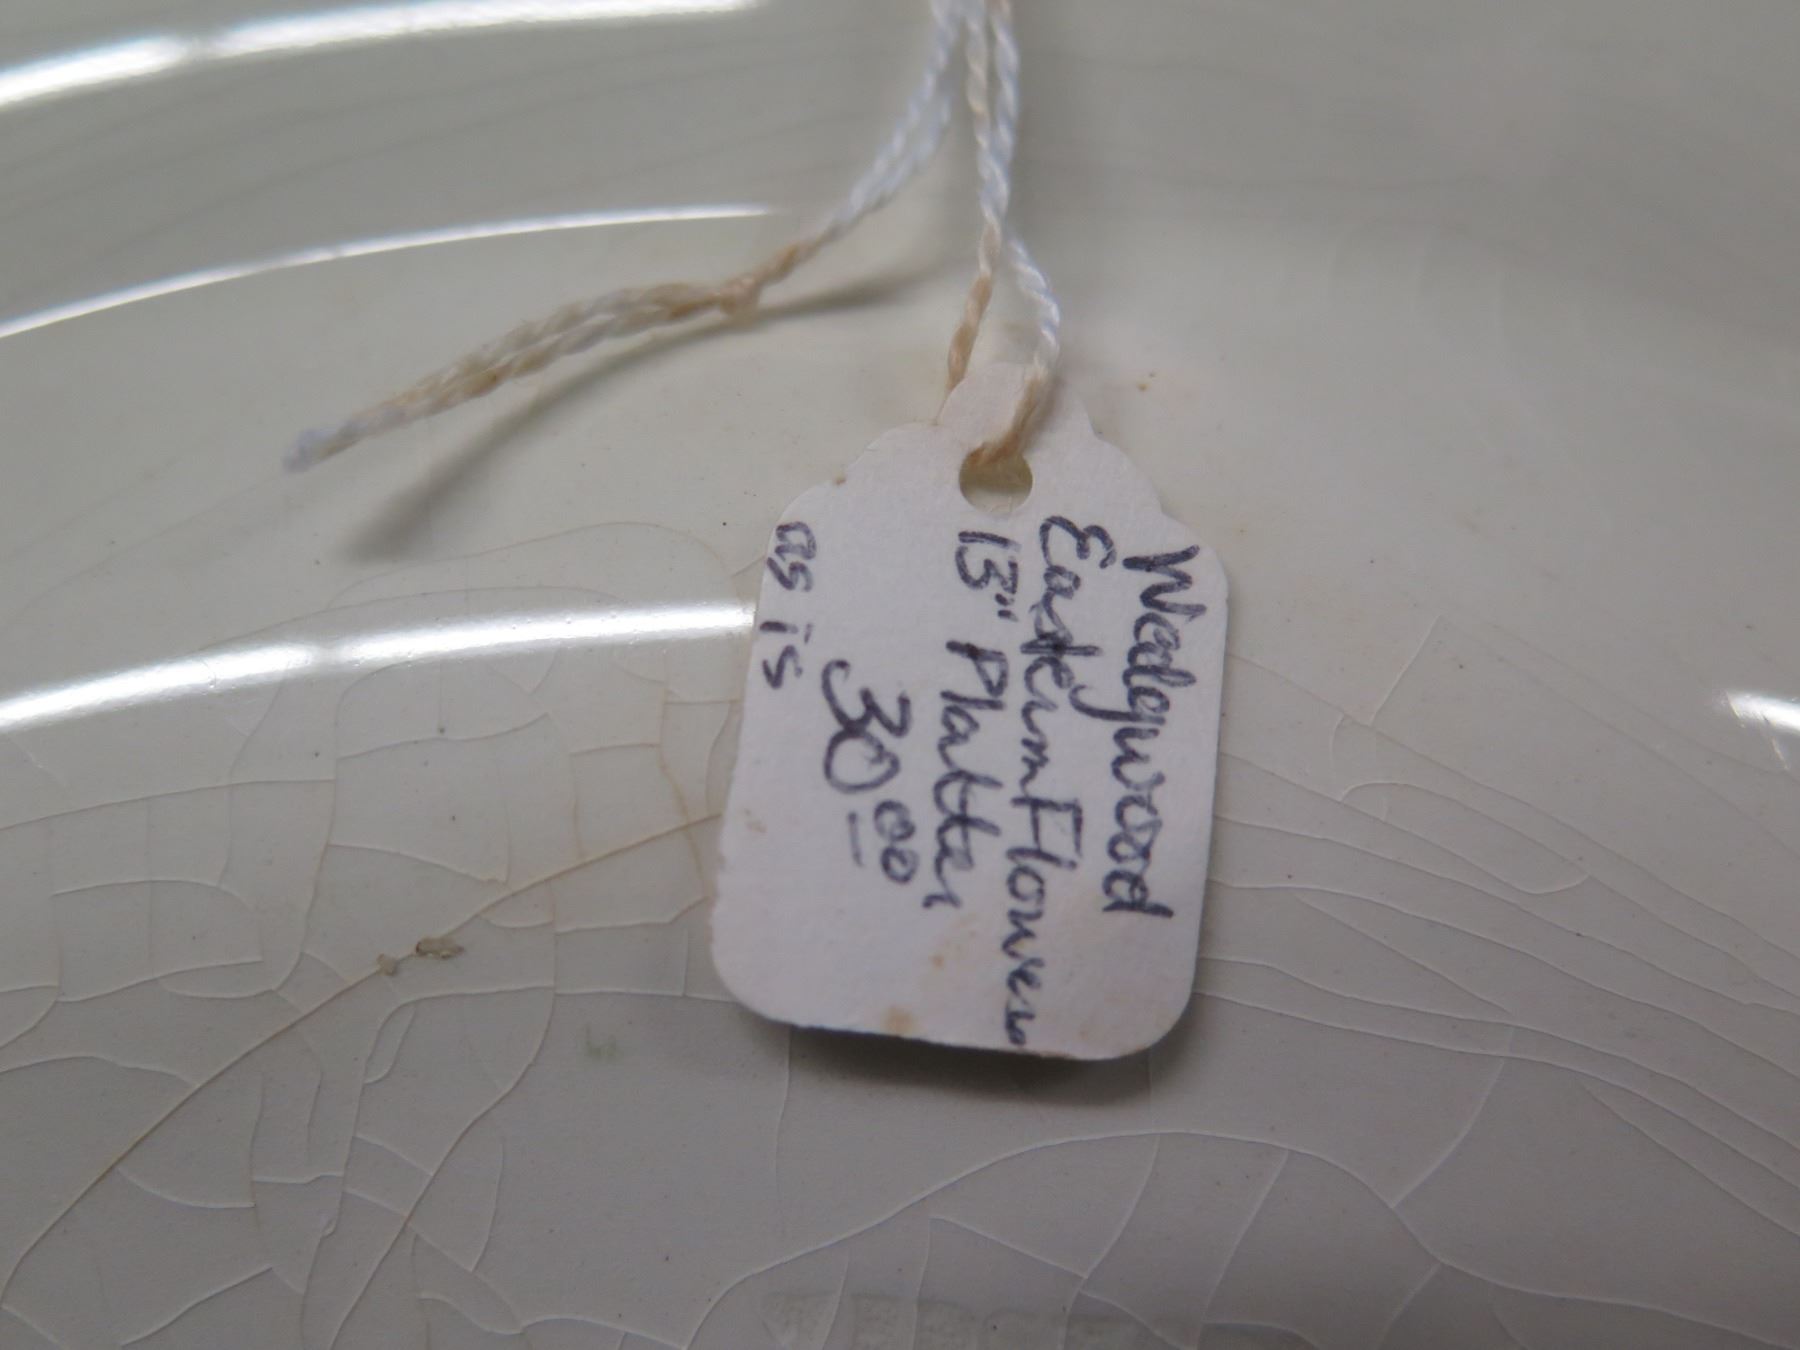 Wedgwood
Eastern Flowers
13" Platter
30 00
as is